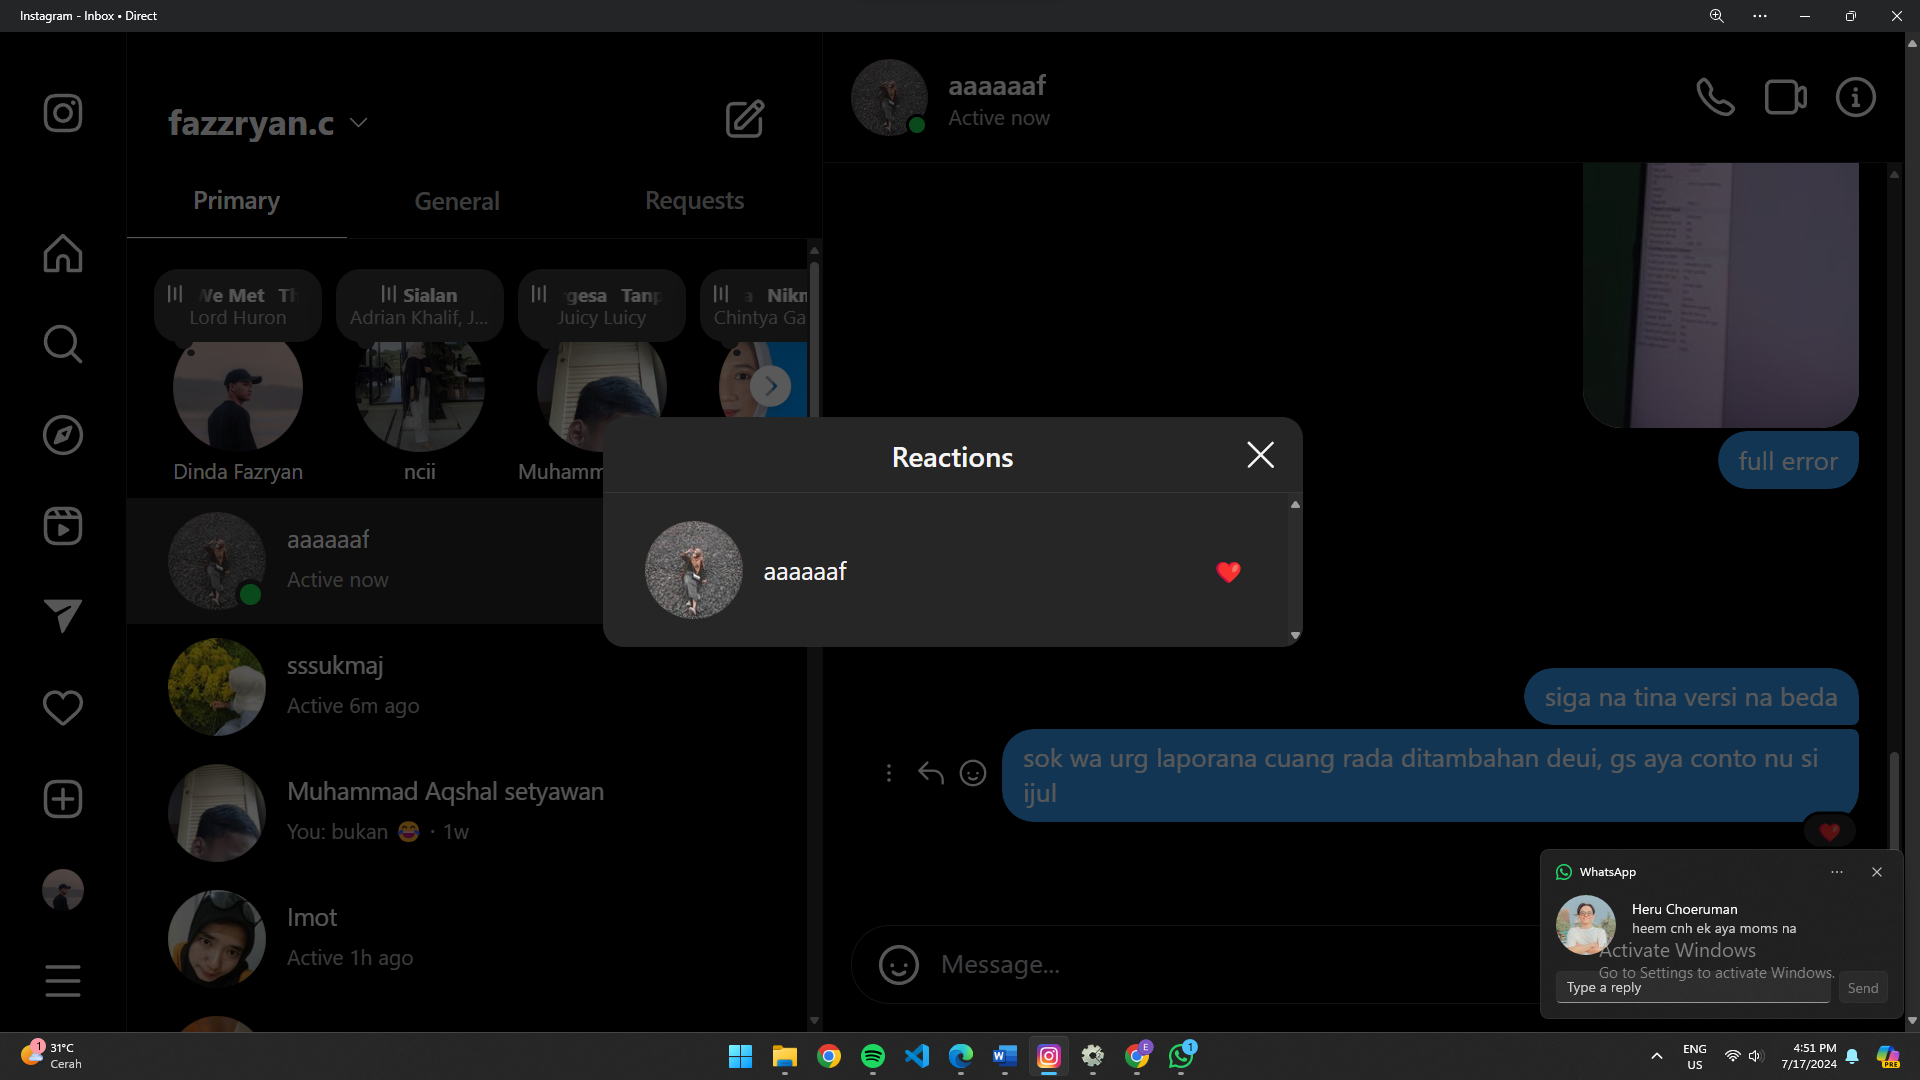 Instagram - Inbox • Direct
fazzryan.c
Primary
General
Requests
We Met Th
Lord Huron
Sialan
Adrian Khalif, J...
gesa Tanp
Juicy Luicy
a Nikn
Chintya Ga
Dinda Fazryan
ncii
Muhamm
aaaaaaf
Active now
sssukmaj
Active 6m ago
Muhammad Aqshal setyawan
You: bukan 😂 · 1w
Imot
Active 1h ago
aaaaaaf
Active now
full error
Reactions
aaaaaaf
siga na tina versi na beda
sok wa urg laporana cuang rada ditambahan deui, gs aya conto nu si
ijul
Message...
WhatsApp
Heru Choeruman
heem cnh ek aya moms na
Activate Windows
Go to Settings to activate Windows.
Type a reply
Send
1
31°C
Cerah
E
1
ENG
US
4:51 PM
7/17/2024
PRE